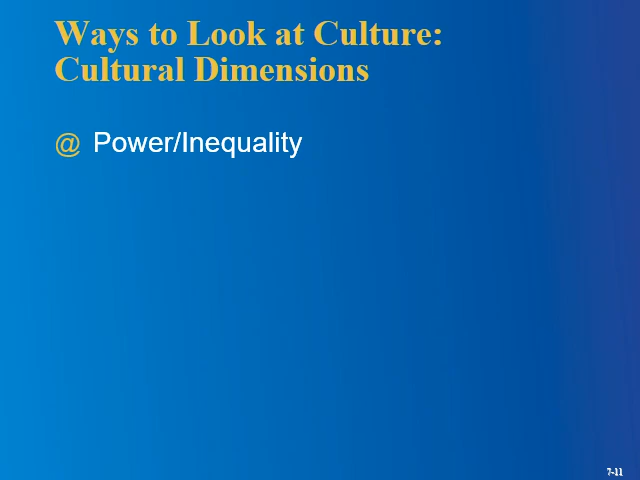 Ways to Look at Culture:
Cultural Dimensions
@ Power/Inequality
7-11